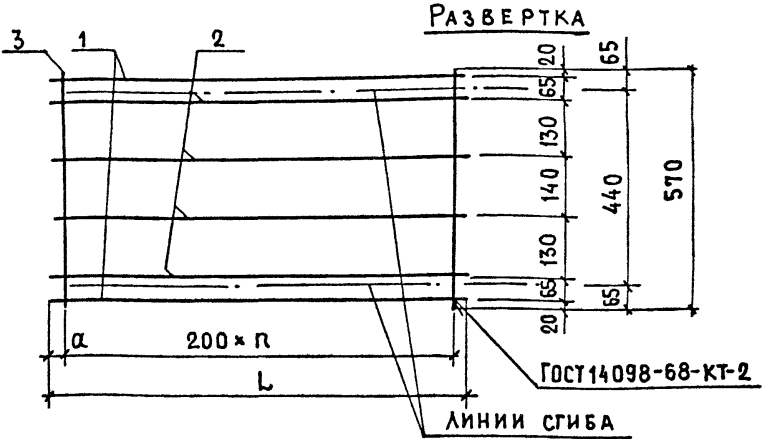 РАЗВЕРТКА
3 1 2
20 65
65
130
140 440 570
130
65 65
20
а 200×n
ГОСТ 14098-68-КТ-2
L
ЛИНИИ СГИБА